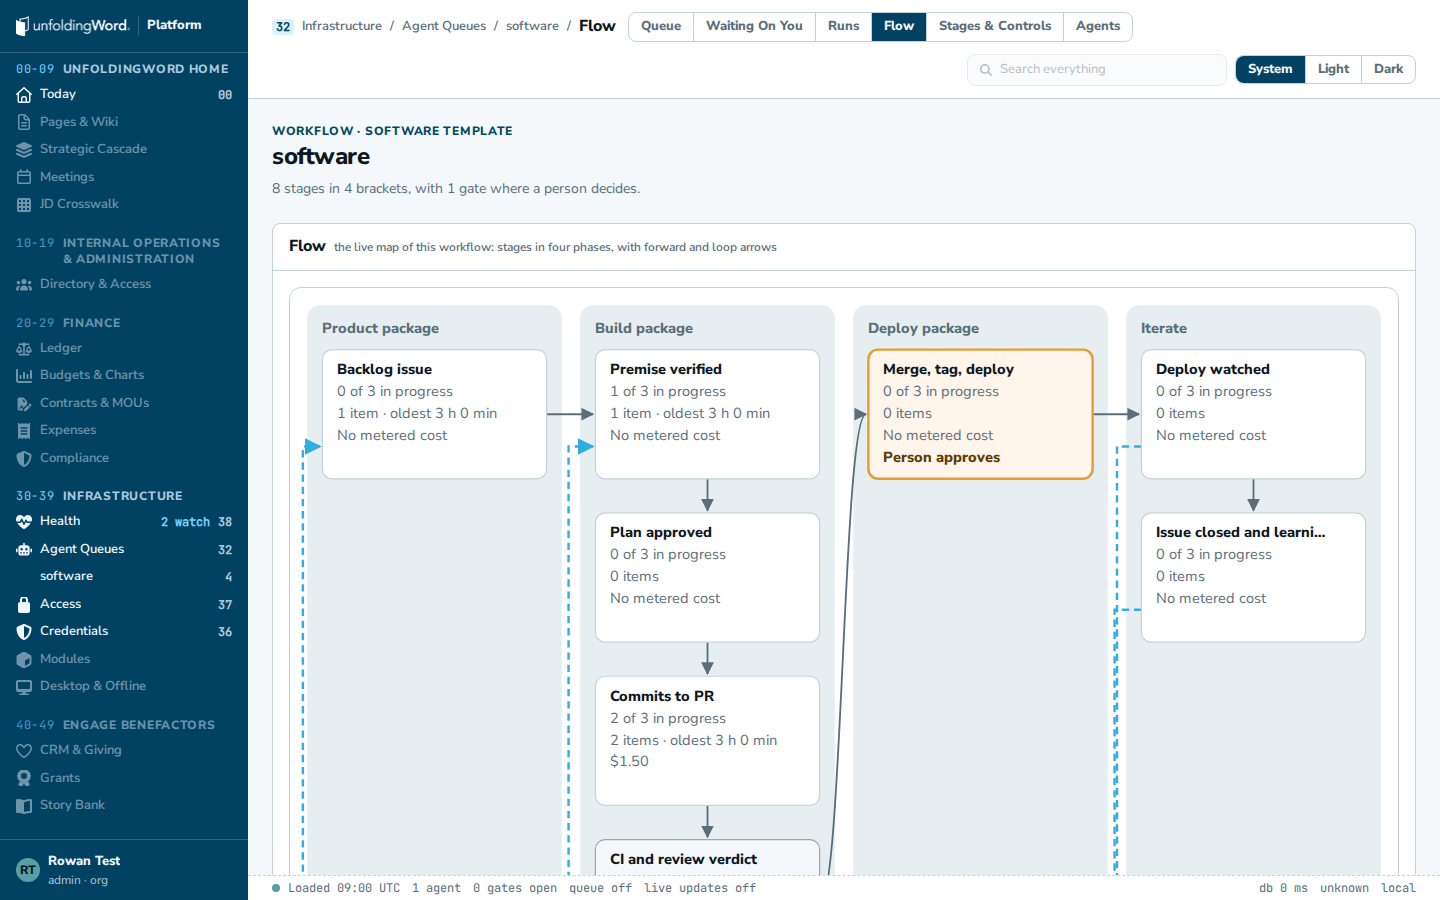 unfoldingWord. Platform
00-09 UNFOLDINGWORD HOME
Today 00
Pages & Wiki
Strategic Cascade
Meetings
JD Crosswalk
10-19 INTERNAL OPERATIONS
& ADMINISTRATION
Directory & Access
20-29 FINANCE
Ledger
Budgets & Charts
Contracts & MOUs
Expenses
Compliance
30-39 INFRASTRUCTURE
Health 2 watch 38
Agent Queues 32
software 4
Access 37
Credentials 36
Modules
Desktop & Offline
40-49 ENGAGE BENEFACTORS
CRM & Giving
Grants
Story Bank
RT Rowan Test
admin · org
32 Infrastructure / Agent Queues / software / Flow
Queue Waiting On You Runs Flow Stages & Controls Agents
Search everything
System Light Dark
WORKFLOW · SOFTWARE TEMPLATE
software
8 stages in 4 brackets, with 1 gate where a person decides.
Flow the live map of this workflow: stages in four phases, with forward and loop arrows
Product package
Backlog issue
0 of 3 in progress
1 item · oldest 3 h 0 min
No metered cost
Build package
Premise verified
1 of 3 in progress
1 item · oldest 3 h 0 min
No metered cost
Plan approved
0 of 3 in progress
0 items
No metered cost
Commits to PR
2 of 3 in progress
2 items · oldest 3 h 0 min
$1.50
CI and review verdict
Deploy package
Merge, tag, deploy
0 of 3 in progress
0 items
No metered cost
Person approves
Iterate
Deploy watched
0 of 3 in progress
0 items
No metered cost
Issue closed and learni...
0 of 3 in progress
0 items
No metered cost
Loaded 09:00 UTC 1 agent 0 gates open queue off live updates off
db 0 ms unknown local